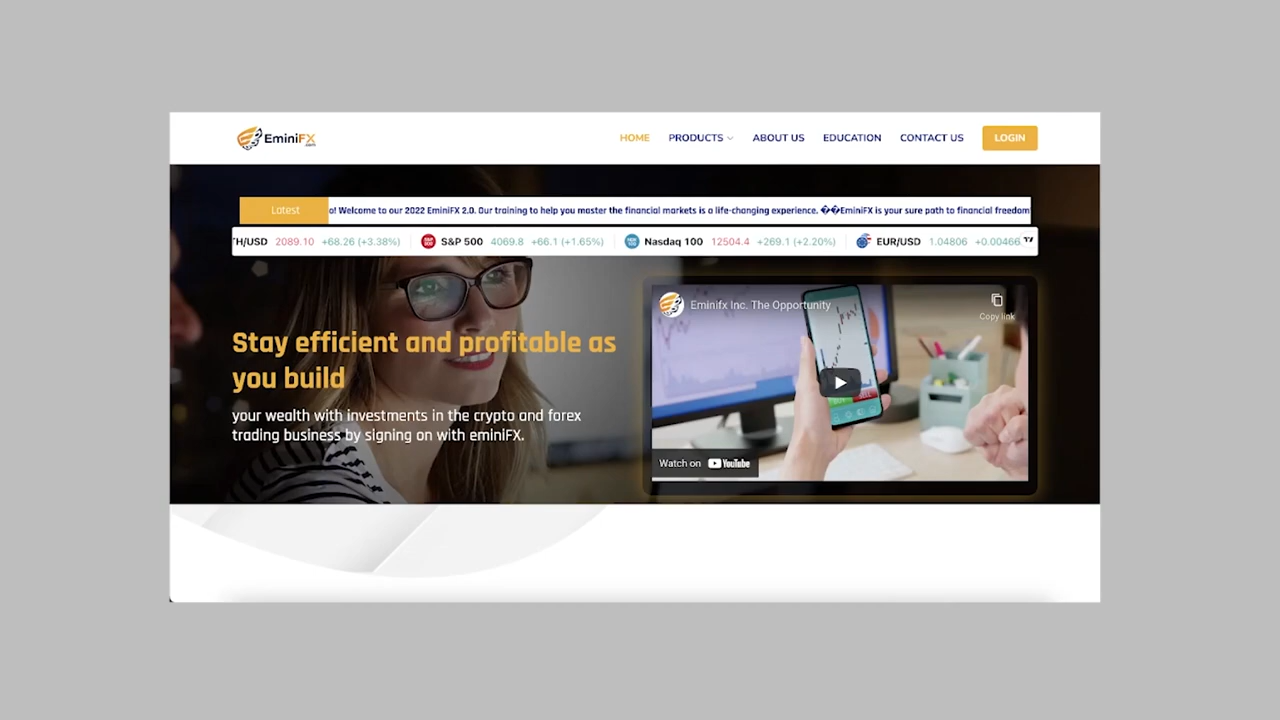 EminiFX
.com
HOME PRODUCTS ABOUT US EDUCATION CONTACT US LOGIN
Latest o! Welcome to our 2022 EminiFX 2.0. Our training to help you master the financial markets is a life-changing experience. ��EminiFX is your sure path to financial freedom
TH/USD 2089.10 +68.26 (+3.38%) S&P 500 4069.8 +66.1 (+1.65%) Nasdaq 100 12504.4 +269.1 (+2.20%) EUR/USD 1.04806 +0.00466
Eminifx Inc. The Opportunity
Copy link
Stay efficient and profitable as
you build
your wealth with investments in the crypto and forex
trading business by signing on with eminiFX.
Watch on YouTube